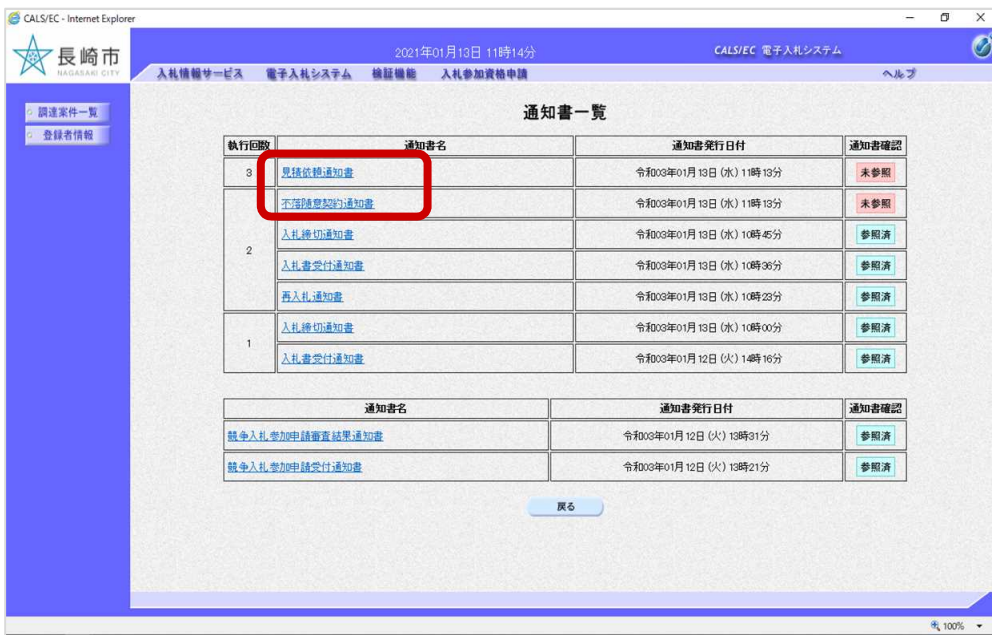 CALS/EC - Internet Explorer
長崎市
NAGASAKI CITY
2021年01月13日 11時14分
CALS/EC 電子入札システム
入札情報サービス 電子入札システム 検証機能 入札参加資格申請 ヘルプ
調達案件一覧
登録者情報
通知書一覧
執行回数 通知書名 通知書発行日付 通知書確認
3 見積依頼通知書 令和03年01月13日 (水) 11時13分 未参照
不落随意契約通知書 令和03年01月13日 (水) 11時13分 未参照
2 入札締切通知書 令和03年01月13日 (水) 10時45分 参照済
入札書受付通知書 令和03年01月13日 (水) 10時36分 参照済
再入札通知書 令和03年01月13日 (水) 10時23分 参照済
1 入札締切通知書 令和03年01月13日 (水) 10時00分 参照済
入札書受付通知書 令和03年01月12日 (火) 14時16分 参照済
通知書名 通知書発行日付 通知書確認
競争入札参加申請審査結果通知書 令和03年01月12日 (火) 13時31分 参照済
競争入札参加申請受付通知書 令和03年01月12日 (火) 13時21分 参照済
戻る
100%